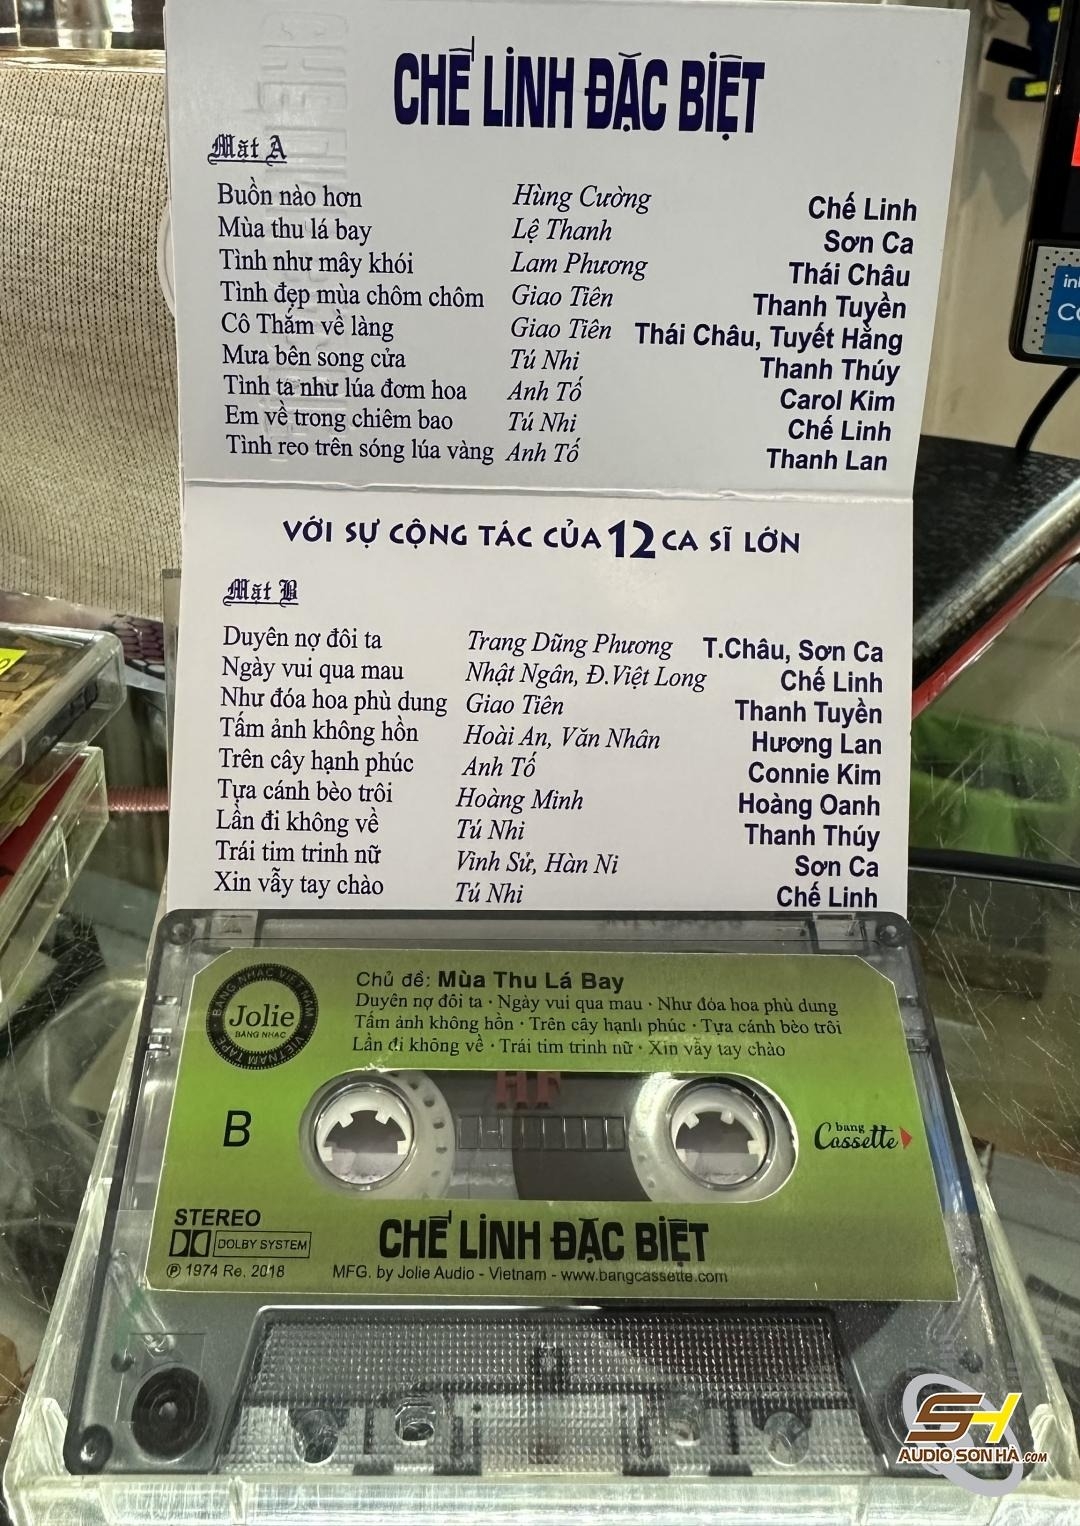 CHẾ LINH ĐẶC BIỆT
Mặt A
Buồn nào hơn Hùng Cường Chế Linh
Mùa thu lá bay Lệ Thanh Sơn Ca
Tình như mây khói Lam Phương Thái Châu
Tình đẹp mùa chôm chôm Giao Tiên Thanh Tuyền
Cô Thắm về làng Giao Tiên Thái Châu, Tuyết Hằng
Mưa bên song cửa Tú Nhi Thanh Thúy
Tình ta như lúa đơm hoa Anh Tố Carol Kim
Em về trong chiêm bao Tú Nhi Chế Linh
Tình reo trên sóng lúa vàng Anh Tố Thanh Lan
VỚI SỰ CỘNG TÁC CỦA 12 CA SĨ LỚN
Mặt B
Duyên nợ đôi ta Trang Dũng Phương T.Châu, Sơn Ca
Ngày vui qua mau Nhật Ngân, Đ.Việt Long Chế Linh
Như đóa hoa phù dung Giao Tiên Thanh Tuyền
Tấm ảnh không hồn Hoài An, Văn Nhân Hương Lan
Trên cây hạnh phúc Anh Tố Connie Kim
Tựa cánh bèo trôi Hoàng Minh Hoàng Oanh
Lần đi không về Tú Nhi Thanh Thúy
Trái tim trinh nữ Vinh Sử, Hàn Ni Sơn Ca
Xin vẫy tay chào Tú Nhi Chế Linh
BĂNG NHẠC VIỆT NAM
Jolie
BĂNG NHẠC
VIETNAM TAPE
Chủ đề: Mùa Thu Lá Bay
Duyên nợ đôi ta · Ngày vui qua mau · Như đóa hoa phù dung
Tấm ảnh không hồn · Trên cây hạnh phúc · Tựa cánh bèo trôi
Lần đi không về · Trái tim trinh nữ · Xin vẫy tay chào
HF
B
bang
Cassette
STEREO
DOLBY SYSTEM
CHẾ LINH ĐẶC BIỆT
℗ 1974 Re. 2018 MFG. by Jolie Audio - Vietnam - www.bangcassette.com
SH
AUDIO SƠN HÀ.COM